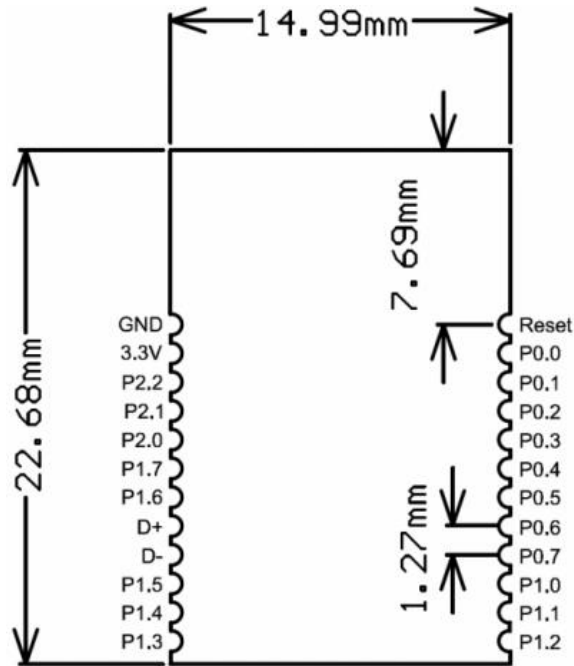 14.99mm
7.69mm
22.68mm
1.27mm
GND
3.3V
P2.2
P2.1
P2.0
P1.7
P1.6
D+
D-
P1.5
P1.4
P1.3
Reset
P0.0
P0.1
P0.2
P0.3
P0.4
P0.5
P0.6
P0.7
P1.0
P1.1
P1.2